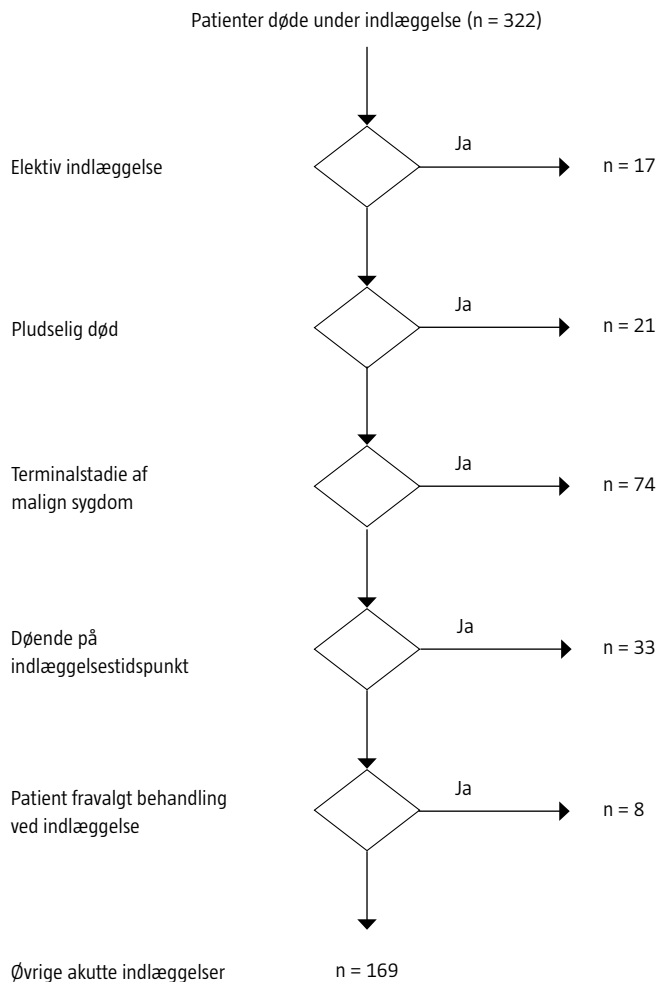 Patienter døde under indlæggelse (n = 322)
Ja
Elektiv indlæggelse
n = 17
Ja
Pludselig død
n = 21
Ja
Terminalstadie af
malign sygdom
n = 74
Ja
Døende på
indlæggelsestidspunkt
n = 33
Ja
Patient fravalgt behandling
ved indlæggelse
n = 8
Øvrige akutte indlæggelser
n = 169